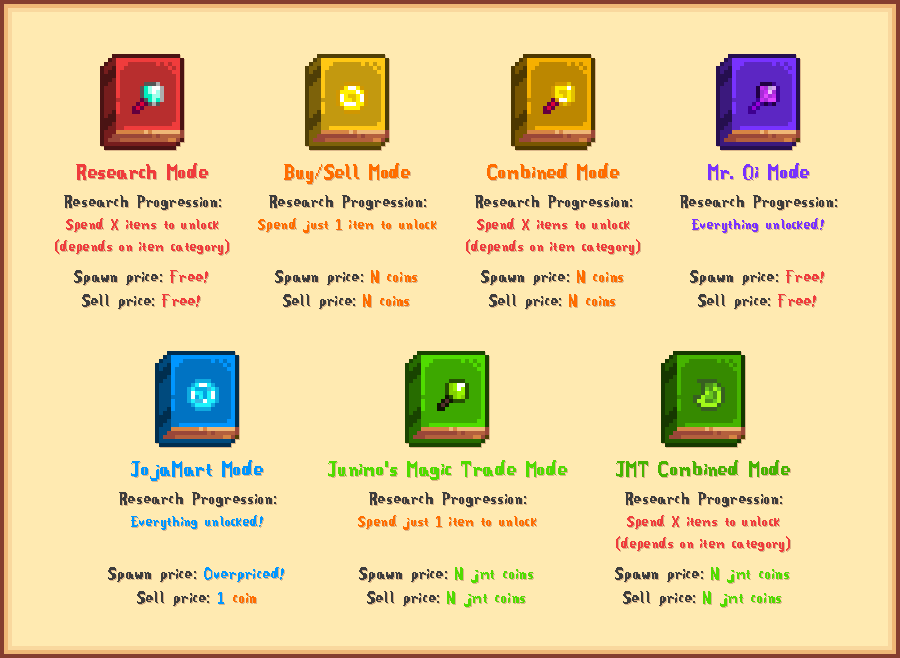 Research Mode
Research Progression:
Spend X items to unlock
(depends on item category)
Spawn price: Free!
Sell price: Free!
Buy/Sell Mode
Research Progression:
Spend just 1 item to unlock
Spawn price: N coins
Sell price: N coins
Combined Mode
Research Progression:
Spend X items to unlock
(depends on item category)
Spawn price: N coins
Sell price: N coins
Mr. Qi Mode
Research Progression:
Everything unlocked!
Spawn price: Free!
Sell price: Free!
JojaMart Mode
Research Progression:
Everything unlocked!
Spawn price: Overpriced!
Sell price: 1 coin
Junimo's Magic Trade Mode
Research Progression:
Spend just 1 item to unlock
Spawn price: N jmt coins
Sell price: N jmt coins
JMT Combined Mode
Research Progression:
Spend X items to unlock
(depends on item category)
Spawn price: N jmt coins
Sell price: N jmt coins